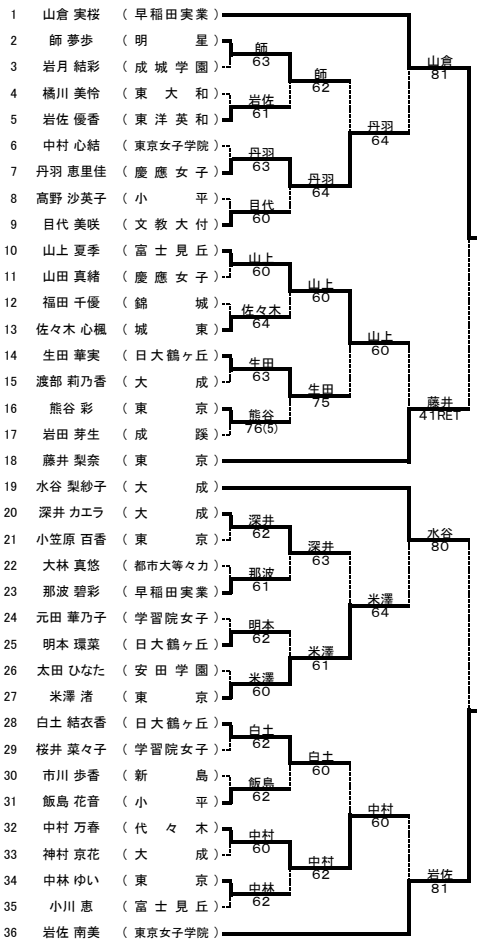 1 山倉 実桜 ( 早稲田実業 )
2 師 夢歩 ( 明 星 )
3 岩月 結彩 ( 成城学園 )
4 橘川 美怜 ( 東 大 和 )
5 岩佐 優香 ( 東洋英和 )
6 中村 心結 ( 東京女子学院 )
7 丹羽 恵里佳 ( 慶應女子 )
8 髙野 沙英子 ( 小 平 )
9 目代 美咲 ( 文教大付 )
10 山上 夏季 ( 富士見丘 )
11 山田 真緒 ( 慶應女子 )
12 福田 千優 ( 錦 城 )
13 佐々木 心楓 ( 城 東 )
14 生田 華実 ( 日大鶴ヶ丘 )
15 渡部 莉乃香 ( 大 成 )
16 熊谷 彩 ( 東 京 )
17 岩田 芽生 ( 成 蹊 )
18 藤井 梨奈 ( 東 京 )
19 水谷 梨紗子 ( 大 成 )
20 深井 カエラ ( 大 成 )
21 小笠原 百香 ( 東 京 )
22 大林 真悠 ( 都市大等々力 )
23 那波 碧彩 ( 早稲田実業 )
24 元田 華乃子 ( 学習院女子 )
25 明本 環菜 ( 日大鶴ヶ丘 )
26 太田 ひなた ( 安田学園 )
27 米澤 渚 ( 東 京 )
28 白土 結衣香 ( 日大鶴ヶ丘 )
29 桜井 菜々子 ( 学習院女子 )
30 市川 歩香 ( 新 島 )
31 飯島 花音 ( 小 平 )
32 中村 万春 ( 代 々 木 )
33 神村 京花 ( 大 成 )
34 中林 ゆい ( 東 京 )
35 小川 恵 ( 富士見丘 )
36 岩佐 南美 ( 東京女子学院 )
師
63
岩佐
61
丹羽
63
目代
60
山上
60
佐々木
64
生田
63
熊谷
76(5)
深井
62
那波
61
明本
62
米澤
60
白土
62
飯島
62
中村
60
中林
62
師
62
丹羽
64
山上
60
生田
75
深井
63
米澤
61
白土
60
中村
62
丹羽
64
山上
60
米澤
64
中村
60
山倉
81
藤井
41RET
水谷
80
岩佐
81